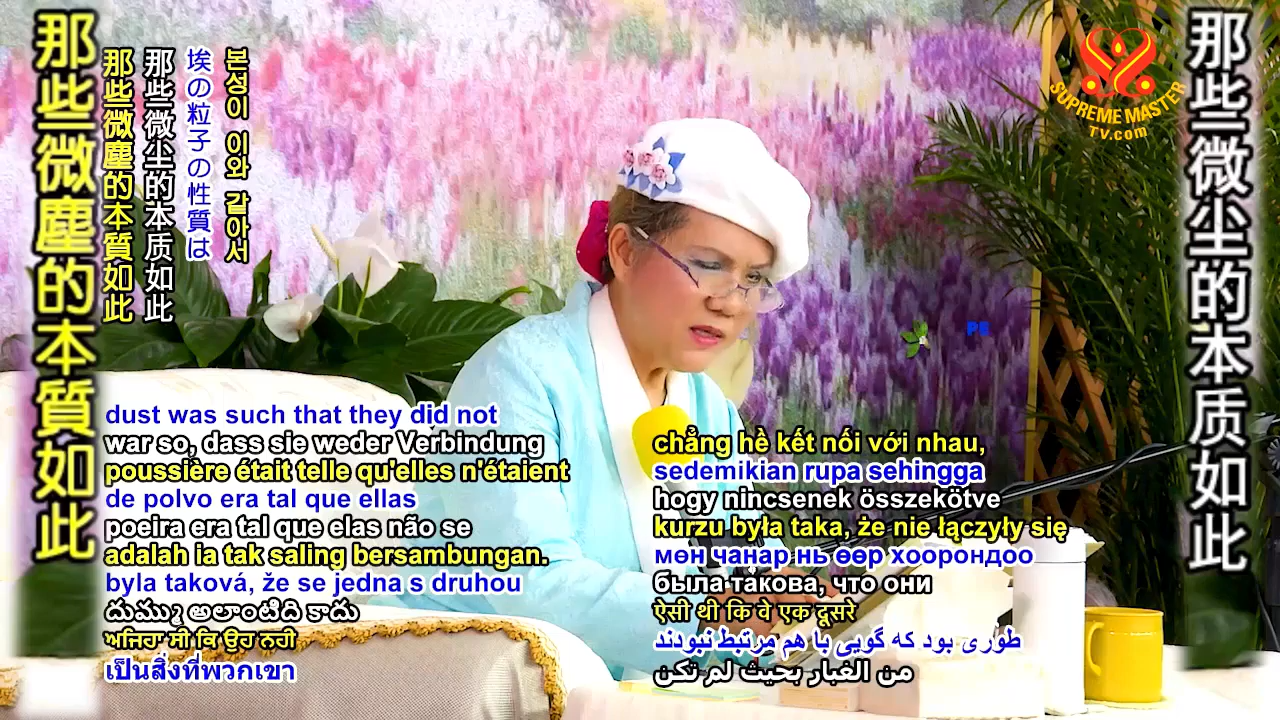 那些微塵的本質如此
那些微塵的本質如此
那些微尘的本质如此
埃の粒子の性質は
본성이 이와 같아서
SUPREME MASTER
TV.com
那些微尘的本质如此
PE
dust was such that they did not
war so, dass sie weder Verbindung
poussière était telle qu'elles n'étaient
de polvo era tal que ellas
poeira era tal que elas não se
adalah ia tak saling bersambungan.
byla taková, že se jedna s druhou
దుమ్ము అలాంటిది కాదు
ਅਜਿਹਾ ਸੀ ਕਿ ਉਹ ਨਹੀ
เป็นสิ่งที่พวกเขา
chẳng hề kết nối với nhau,
sedemikian rupa sehingga
hogy nincsenek összekötve
kurzu była taka, że nie łączyły się
мөн чанар нь өөр хоорондоо
была такова, что они
ऐसी थी कि वे एक दूसरे
طوری بود که گویی با هم مرتبط نبودند
من الغبار بحيث لم تكن